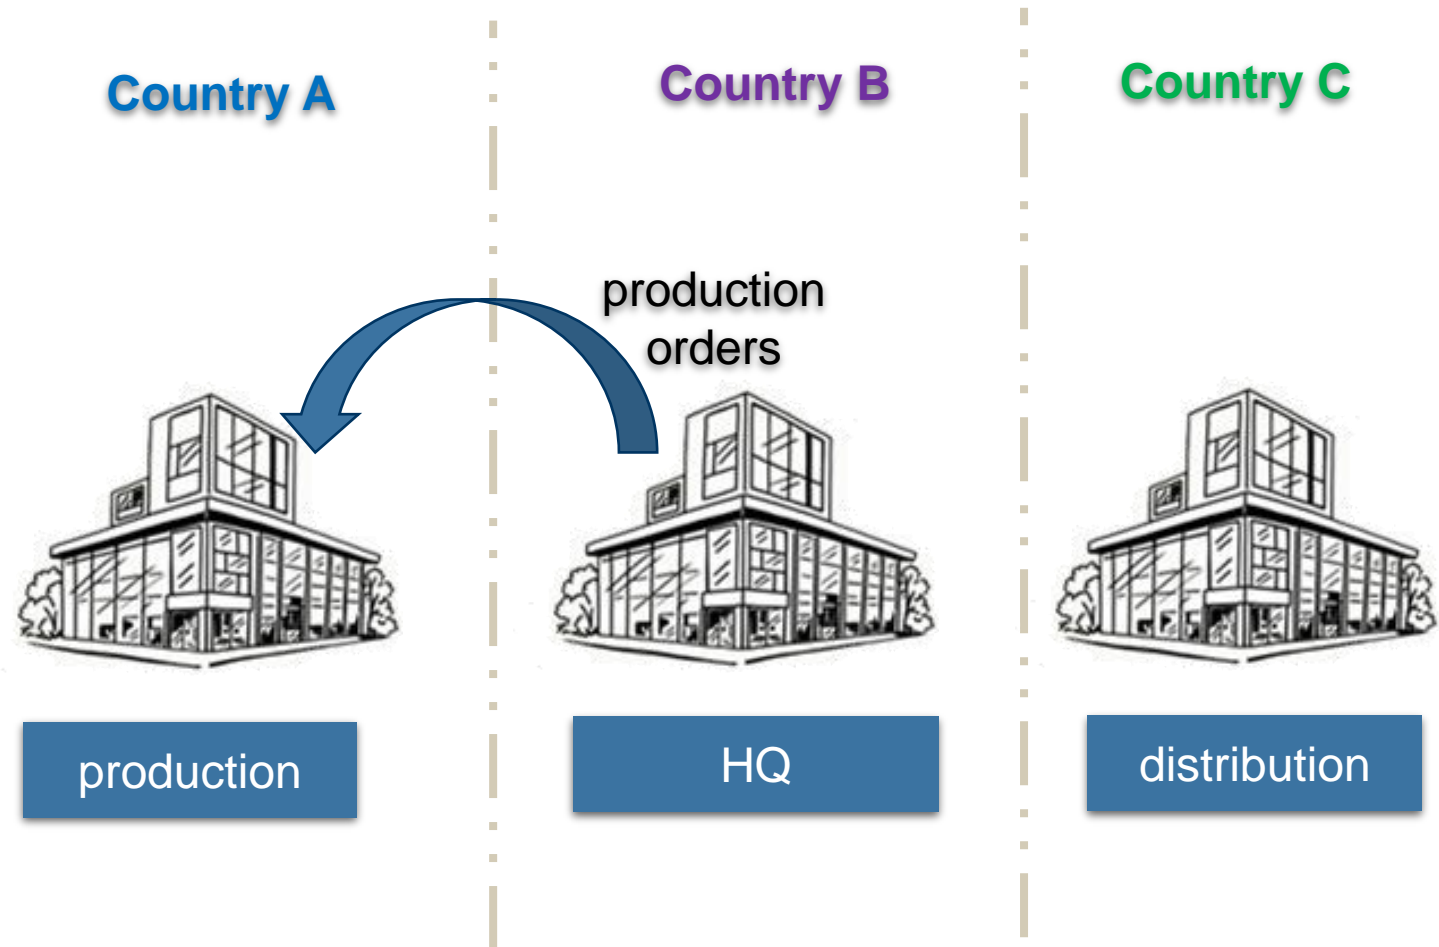 Country A
Country B
Country C
production
orders
production
HQ
distribution